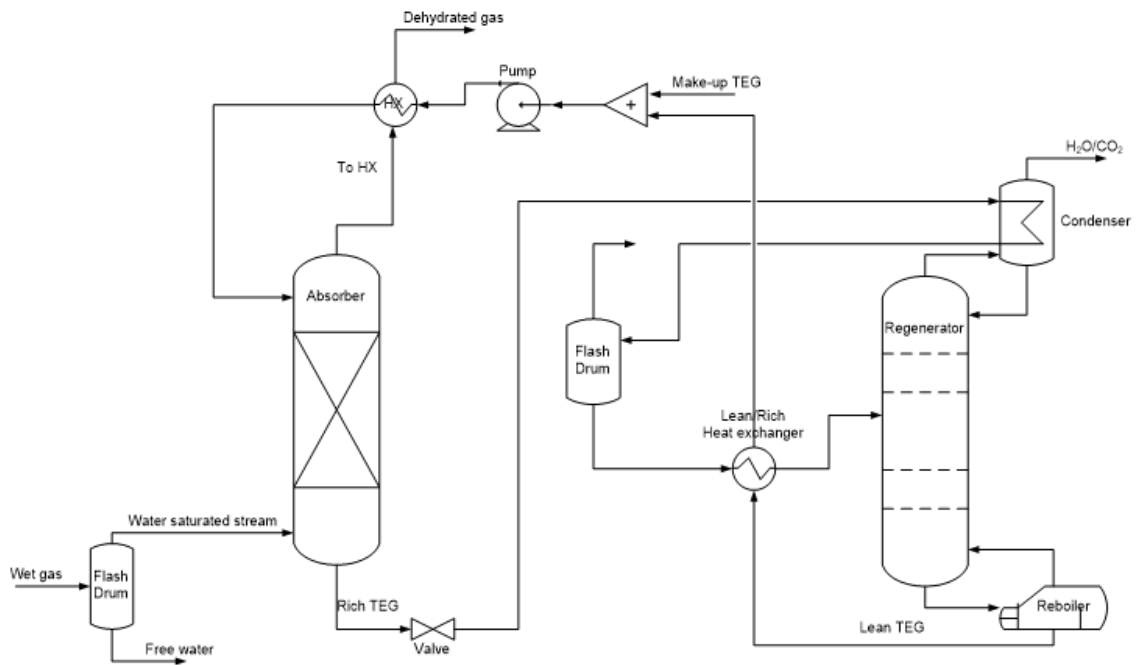 Dehydrated gas
Pump
HX
Make-up TEG
+
To HX
H₂O/CO₂
Condenser
Absorber
Regenerator
Flash
Drum
Lean/Rich
Heat exchanger
Water saturated stream
Wet gas
Flash
Drum
Rich TEG
Valve
Free water
Lean TEG
Reboiler